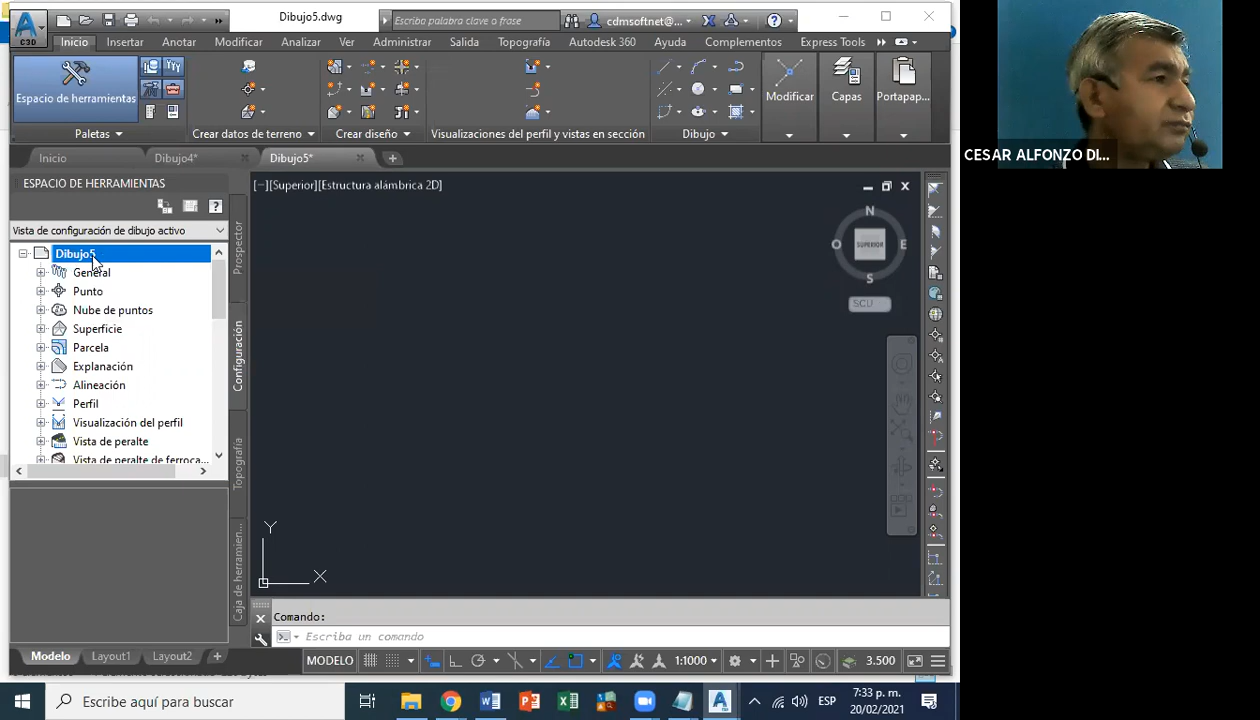 Dibujo5.dwg
Escribo palabra clave o frase
cdmsoftnet@...
C3D
Inicio Insertar Anotar Modificar Analizar Ver Administrar Salida Topografía Autodesk 360 Ayuda Complementos Express Tools
Espacio de herramientas
Modificar Capas Portapap...
Paletas Crear datos de terreno Crear diseño Visualizaciones del perfil y vistas en sección Dibujo
Inicio Dibujo4* Dibujo5*
CESAR ALFONZO DI...
ESPACIO DE HERRAMIENTAS
[−][Superior][Estructura alámbrica 2D]
Vista de configuración de dibujo activo
Dibujo5
General
Punto
Nube de puntos
Superficie
Parcela
Explanación
Alineación
Perfil
Visualización del perfil
Vista de peralte
Vista de peralte de ferroca...
Prospector
Configuración
Topografía
Caja de herramien...
N
O SUPERIOR E
S
SCU
Y
X
Comando:
Escriba un comando
Modelo Layout1 Layout2 +
MODELO 1:1000 3.500
Escribe aquí para buscar
ESP
7:33 p. m.
20/02/2021